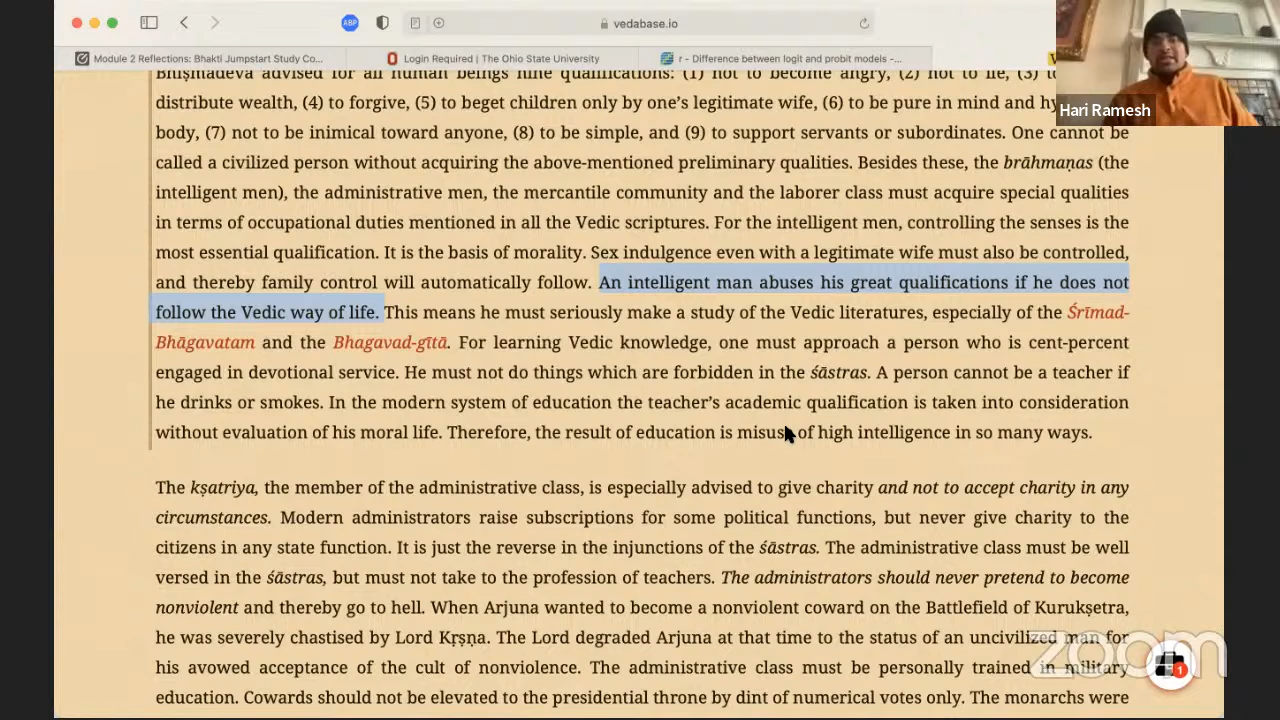 vedabase.io
ABP
Module 2 Reflections: Bhakti Jumpstart Study Co...
Login Required | The Ohio State University
r - Difference between logit and probit models -...
Hari Ramesh
Bhīṣmadeva advised for all human beings nine qualifications: (1) not to become angry, (2) not to lie, (3) to
distribute wealth, (4) to forgive, (5) to beget children only by one's legitimate wife, (6) to be pure in mind and hy
body, (7) not to be inimical toward anyone, (8) to be simple, and (9) to support servants or subordinates. One cannot be
called a civilized person without acquiring the above-mentioned preliminary qualities. Besides these, the brāhmaṇas (the
intelligent men), the administrative men, the mercantile community and the laborer class must acquire special qualities
in terms of occupational duties mentioned in all the Vedic scriptures. For the intelligent men, controlling the senses is the
most essential qualification. It is the basis of morality. Sex indulgence even with a legitimate wife must also be controlled,
and thereby family control will automatically follow. An intelligent man abuses his great qualifications if he does not
follow the Vedic way of life. This means he must seriously make a study of the Vedic literatures, especially of the Śrīmad-
Bhāgavatam and the Bhagavad-gītā. For learning Vedic knowledge, one must approach a person who is cent-percent
engaged in devotional service. He must not do things which are forbidden in the śāstras. A person cannot be a teacher if
he drinks or smokes. In the modern system of education the teacher's academic qualification is taken into consideration
without evaluation of his moral life. Therefore, the result of education is misuse of high intelligence in so many ways.
The kṣatriya, the member of the administrative class, is especially advised to give charity and not to accept charity in any
circumstances. Modern administrators raise subscriptions for some political functions, but never give charity to the
citizens in any state function. It is just the reverse in the injunctions of the śāstras. The administrative class must be well
versed in the śāstras, but must not take to the profession of teachers. The administrators should never pretend to become
nonviolent and thereby go to hell. When Arjuna wanted to become a nonviolent coward on the Battlefield of Kurukṣetra,
he was severely chastised by Lord Kṛṣṇa. The Lord degraded Arjuna at that time to the status of an uncivilized man for
his avowed acceptance of the cult of nonviolence. The administrative class must be personally trained in military
education. Cowards should not be elevated to the presidential throne by dint of numerical votes only. The monarchs were
zoom
1